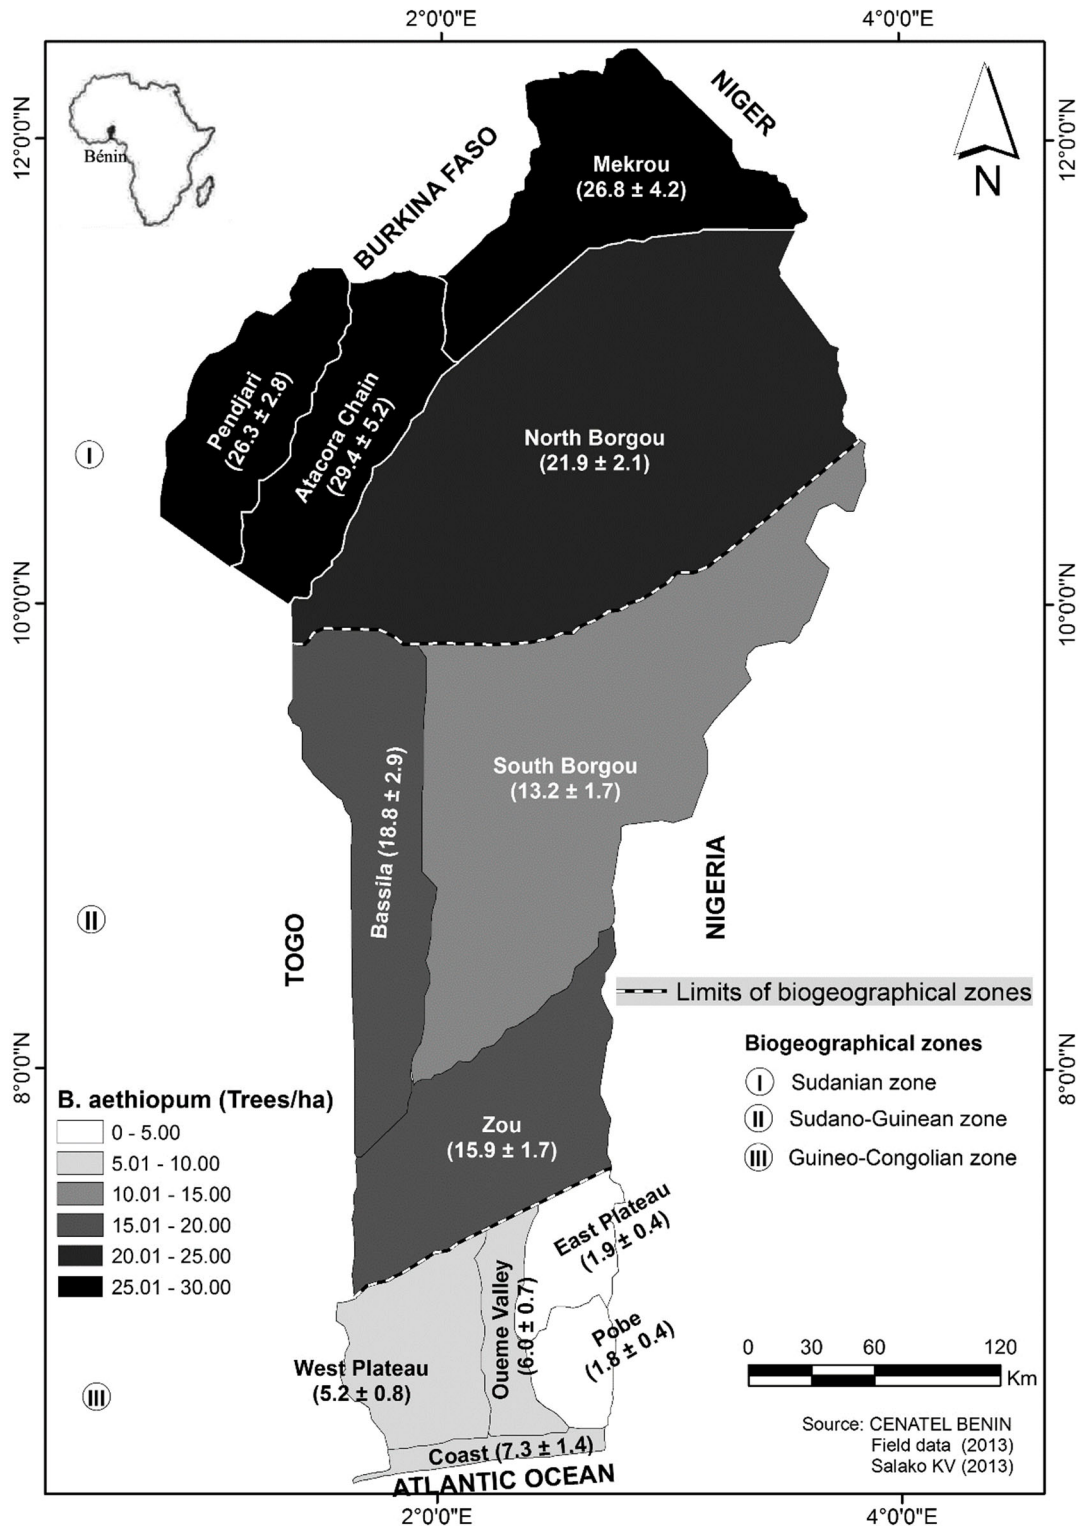 2°0'0"E
4°0'0"E
12°0'0"N
12°0'0"N
Bénin
NIGER
N
BURKINA FASO
Mekrou
(26.8 ± 4.2)
Pendjari
(26.3 ± 2.8)
Atacora Chain
(29.4 ± 5.2)
North Borgou
(21.9 ± 2.1)
I
10°0'0"N
10°0'0"N
South Borgou
(13.2 ± 1.7)
Bassila (18.8 ± 2.9)
II
TOGO
NIGERIA
Limits of biogeographical zones
8°0'0"N
8°0'0"N
Biogeographical zones
I Sudanian zone
II Sudano-Guinean zone
III Guineo-Congolian zone
B. aethiopum (Trees/ha)
0 - 5.00
5.01 - 10.00
10.01 - 15.00
15.01 - 20.00
20.01 - 25.00
25.01 - 30.00
Zou
(15.9 ± 1.7)
East Plateau
(1.9 ± 0.4)
Oueme Valley
(6.0 ± 0.7)
Pobe
(1.8 ± 0.4)
West Plateau
(5.2 ± 0.8)
III
Coast (7.3 ± 1.4)
ATLANTIC OCEAN
0 30 60 120
Km
Source: CENATEL BENIN
Field data (2013)
Salako KV (2013)
2°0'0"E
4°0'0"E